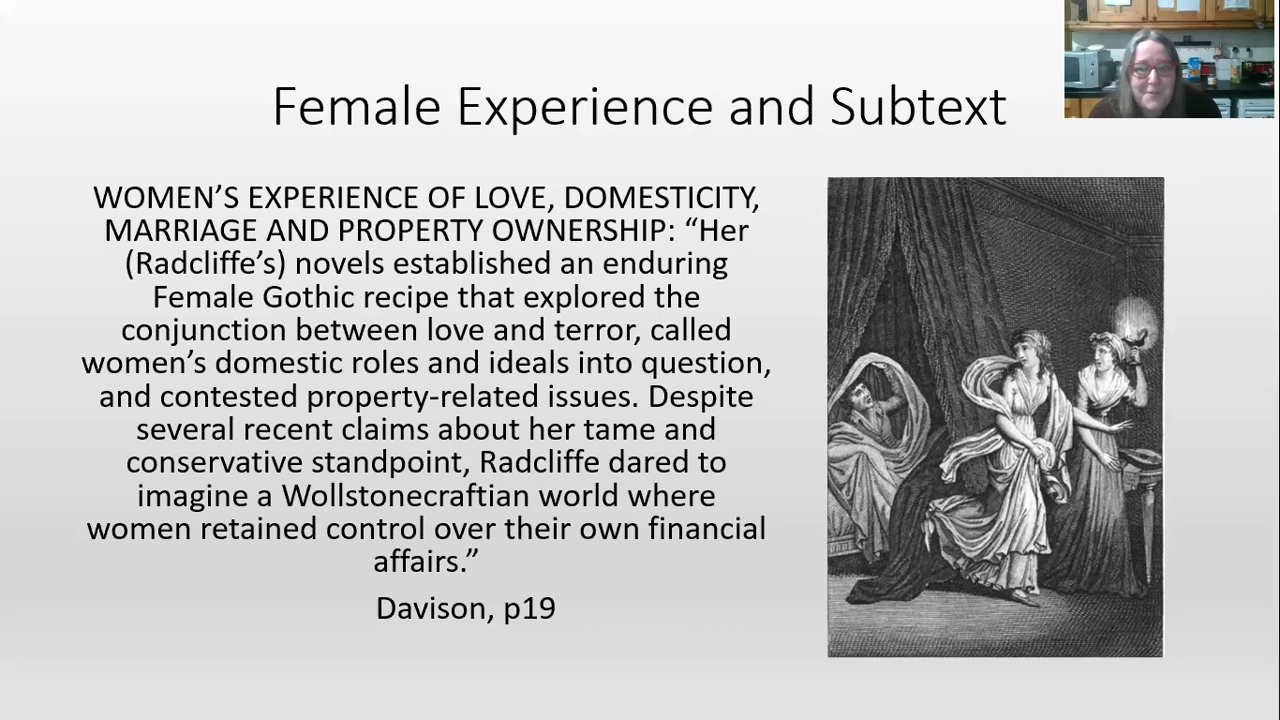 Female Experience and Subtext
WOMEN’S EXPERIENCE OF LOVE, DOMESTICITY,
MARRIAGE AND PROPERTY OWNERSHIP: “Her
(Radcliffe’s) novels established an enduring
Female Gothic recipe that explored the
conjunction between love and terror, called
women’s domestic roles and ideals into question,
and contested property-related issues. Despite
several recent claims about her tame and
conservative standpoint, Radcliffe dared to
imagine a Wollstonecraftian world where
women retained control over their own financial
affairs.”
Davison, p19